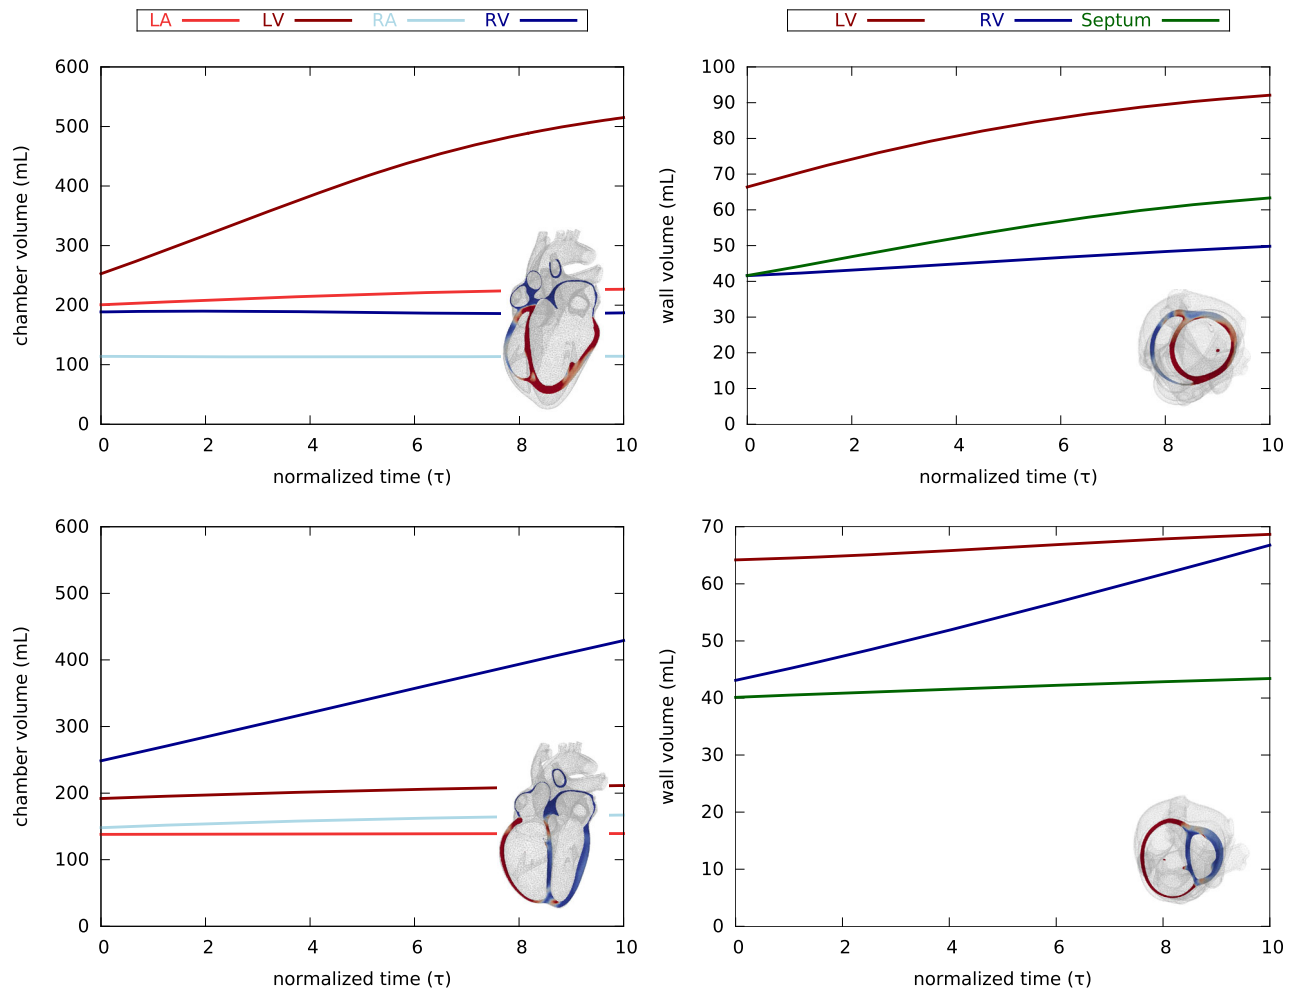 LA LV RA RV
LV RV Septum
600
500
400
300
200
100
0
chamber volume (mL)
0 2 4 6 8 10
normalized time (τ)
100
90
80
70
60
50
40
30
20
10
0
wall volume (mL)
0 2 4 6 8 10
normalized time (τ)
600
500
400
300
200
100
0
chamber volume (mL)
0 2 4 6 8 10
normalized time (τ)
70
60
50
40
30
20
10
0
wall volume (mL)
0 2 4 6 8 10
normalized time (τ)